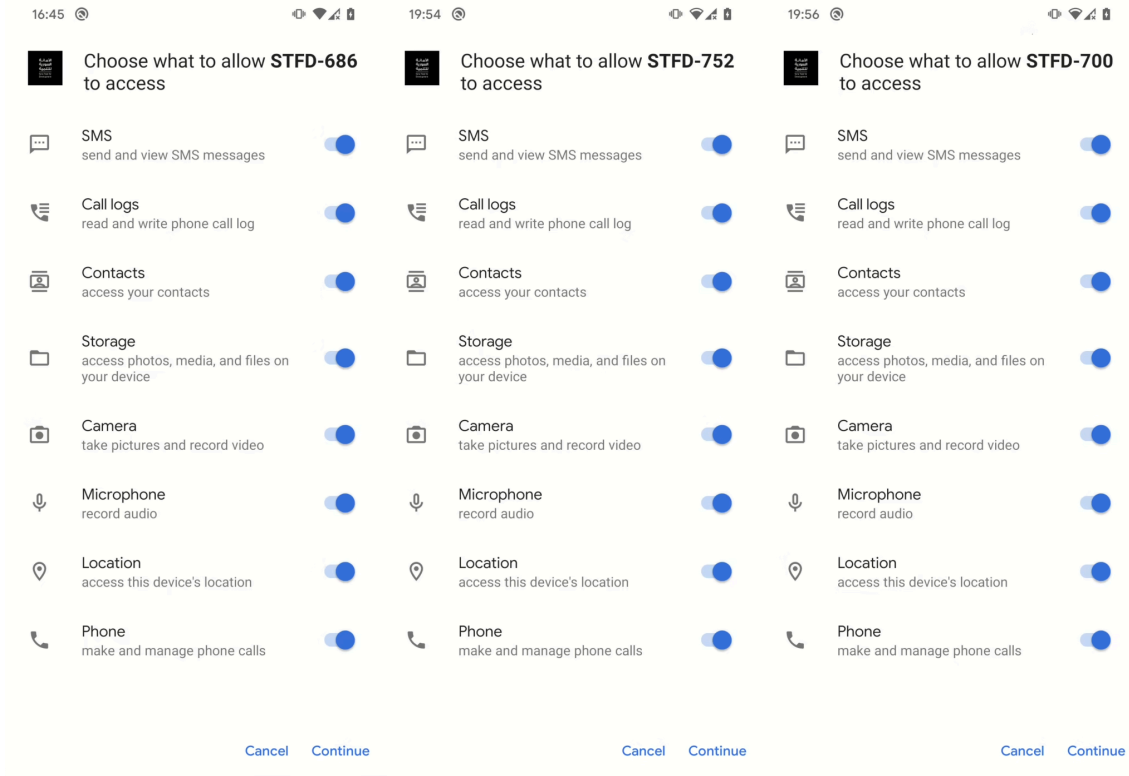 16:45
Choose what to allow STFD-686
to access
SMS
send and view SMS messages
Call logs
read and write phone call log
Contacts
access your contacts
Storage
access photos, media, and files on
your device
Camera
take pictures and record video
Microphone
record audio
Location
access this device's location
Phone
make and manage phone calls
Cancel Continue
19:54
Choose what to allow STFD-752
to access
SMS
send and view SMS messages
Call logs
read and write phone call log
Contacts
access your contacts
Storage
access photos, media, and files on
your device
Camera
take pictures and record video
Microphone
record audio
Location
access this device's location
Phone
make and manage phone calls
Cancel Continue
19:56
Choose what to allow STFD-700
to access
SMS
send and view SMS messages
Call logs
read and write phone call log
Contacts
access your contacts
Storage
access photos, media, and files on
your device
Camera
take pictures and record video
Microphone
record audio
Location
access this device's location
Phone
make and manage phone calls
Cancel Continue